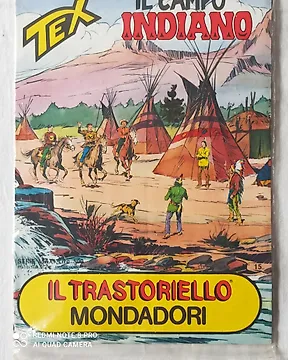 TEX
IL CAMPO
INDIANO
15
IL TRASTORIELLO
MONDADORI
REDMI NOTE 8 PRO
AI QUAD CAMERA